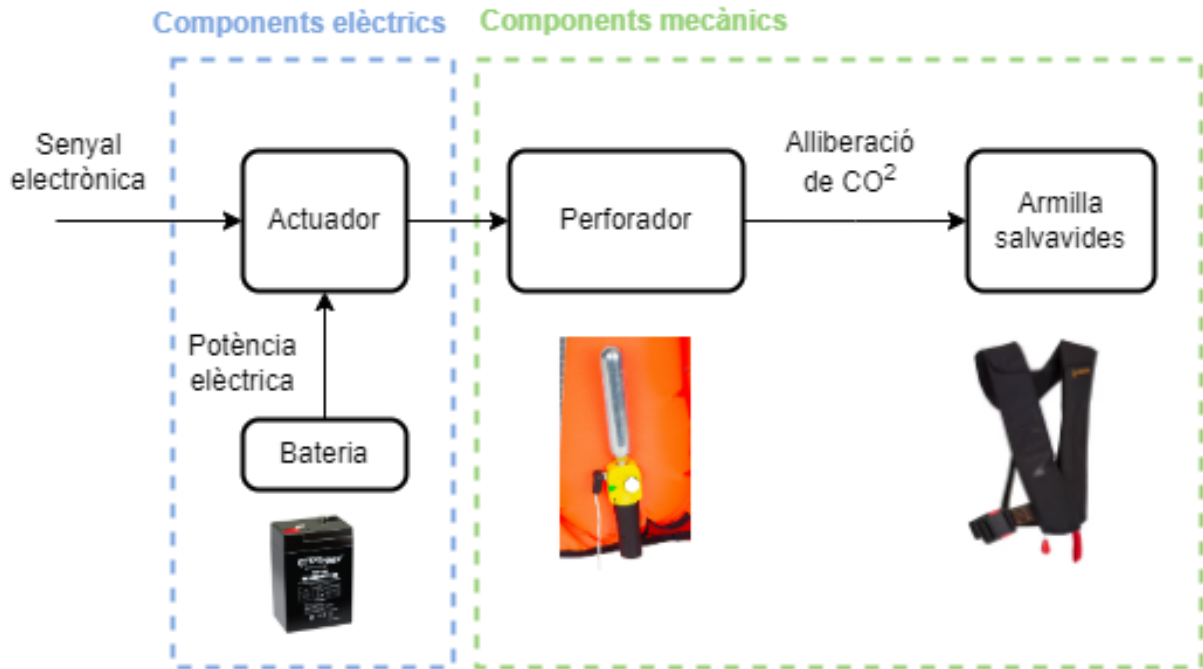 Components elèctrics
Components mecànics
Senyal
electrònica
Actuador
Perforador
Alliberació
de CO²
Armilla
salvavides
Potència
elèctrica
Bateria